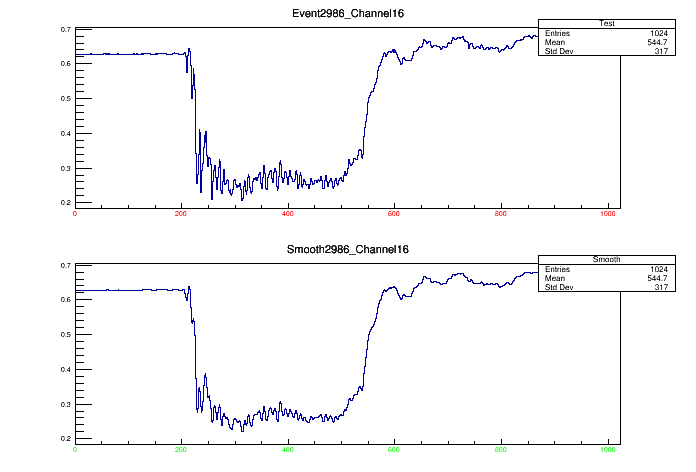 Event2986_Channel16
Test
Entries 1024
Mean 544.7
Std Dev 317
0.7
0.6
0.5
0.4
0.3
0.2
0 200 400 600 800 1000
Smooth2986_Channel16
Smooth
Entries 1024
Mean 544.7
Std Dev 317
0.7
0.6
0.5
0.4
0.3
0.2
0 200 400 600 800 1000